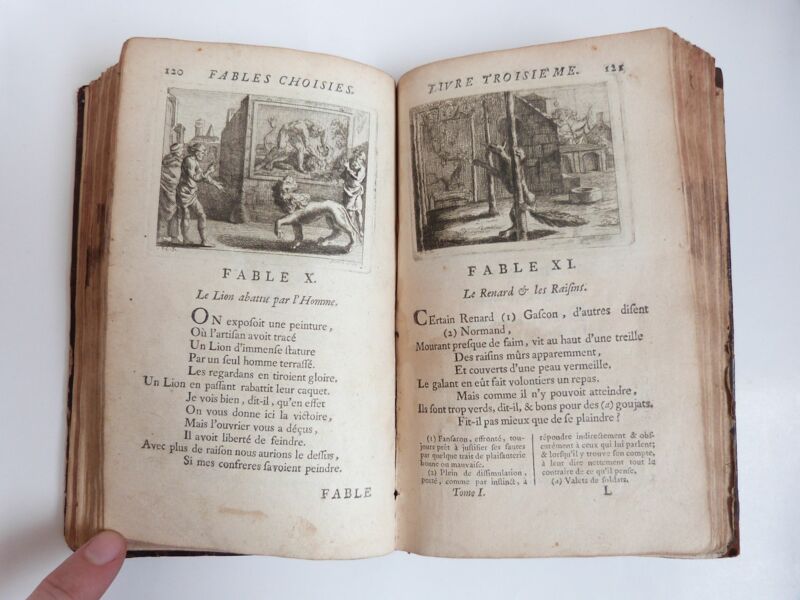 120 FABLES CHOISIES.
FABLE X.
Le Lion abattu par l'Homme.
ON exposoit une peinture,
Où l'artisan avoit tracé
Un Lion d'immense stature
Par un seul homme terrassé.
Les regardans en tiroient gloire,
Un Lion en passant rabattit leur caquet.
Je vois bien, dit-il, qu'en effet
On vous donne ici la victoire,
Mais l'ouvrier vous a déçus,
Il avoit liberté de feindre.
Avec plus de raison nous aurions le dessus,
Si mes confreres savoient peindre.
FABLE
LIVRE TROISIEME. 121
FABLE XI.
Le Renard & les Raisins.
CErtain Renard (1) Gascon, d'autres disent
(2) Normand,
Mourant presque de faim, vit au haut d'une treille
Des raisins mûrs apparemment,
Et couverts d'une peau vermeille.
Le galant en eût fait volontiers un repas.
Mais comme il n'y pouvoit atteindre,
Ils sont trop verds, dit-il, & bons pour des (a) goujats.
Fit-il pas mieux que de se plaindre?
(1) Fanfaron, effronté, tou-
jours prêt à justifier ses fautes
par quelque trait de plaisanterie
bonne ou mauvaise.
(2) Plein de dissimulation,
porté, comme par instinct, à
répondre indirectement & obs-
curément à ceux qui lui parlent;
& lorsqu'il y trouve son compte,
à leur dire nettement tout le
contraire de ce qu'il pense.
(a) Valets de soldats.
Tome I. L